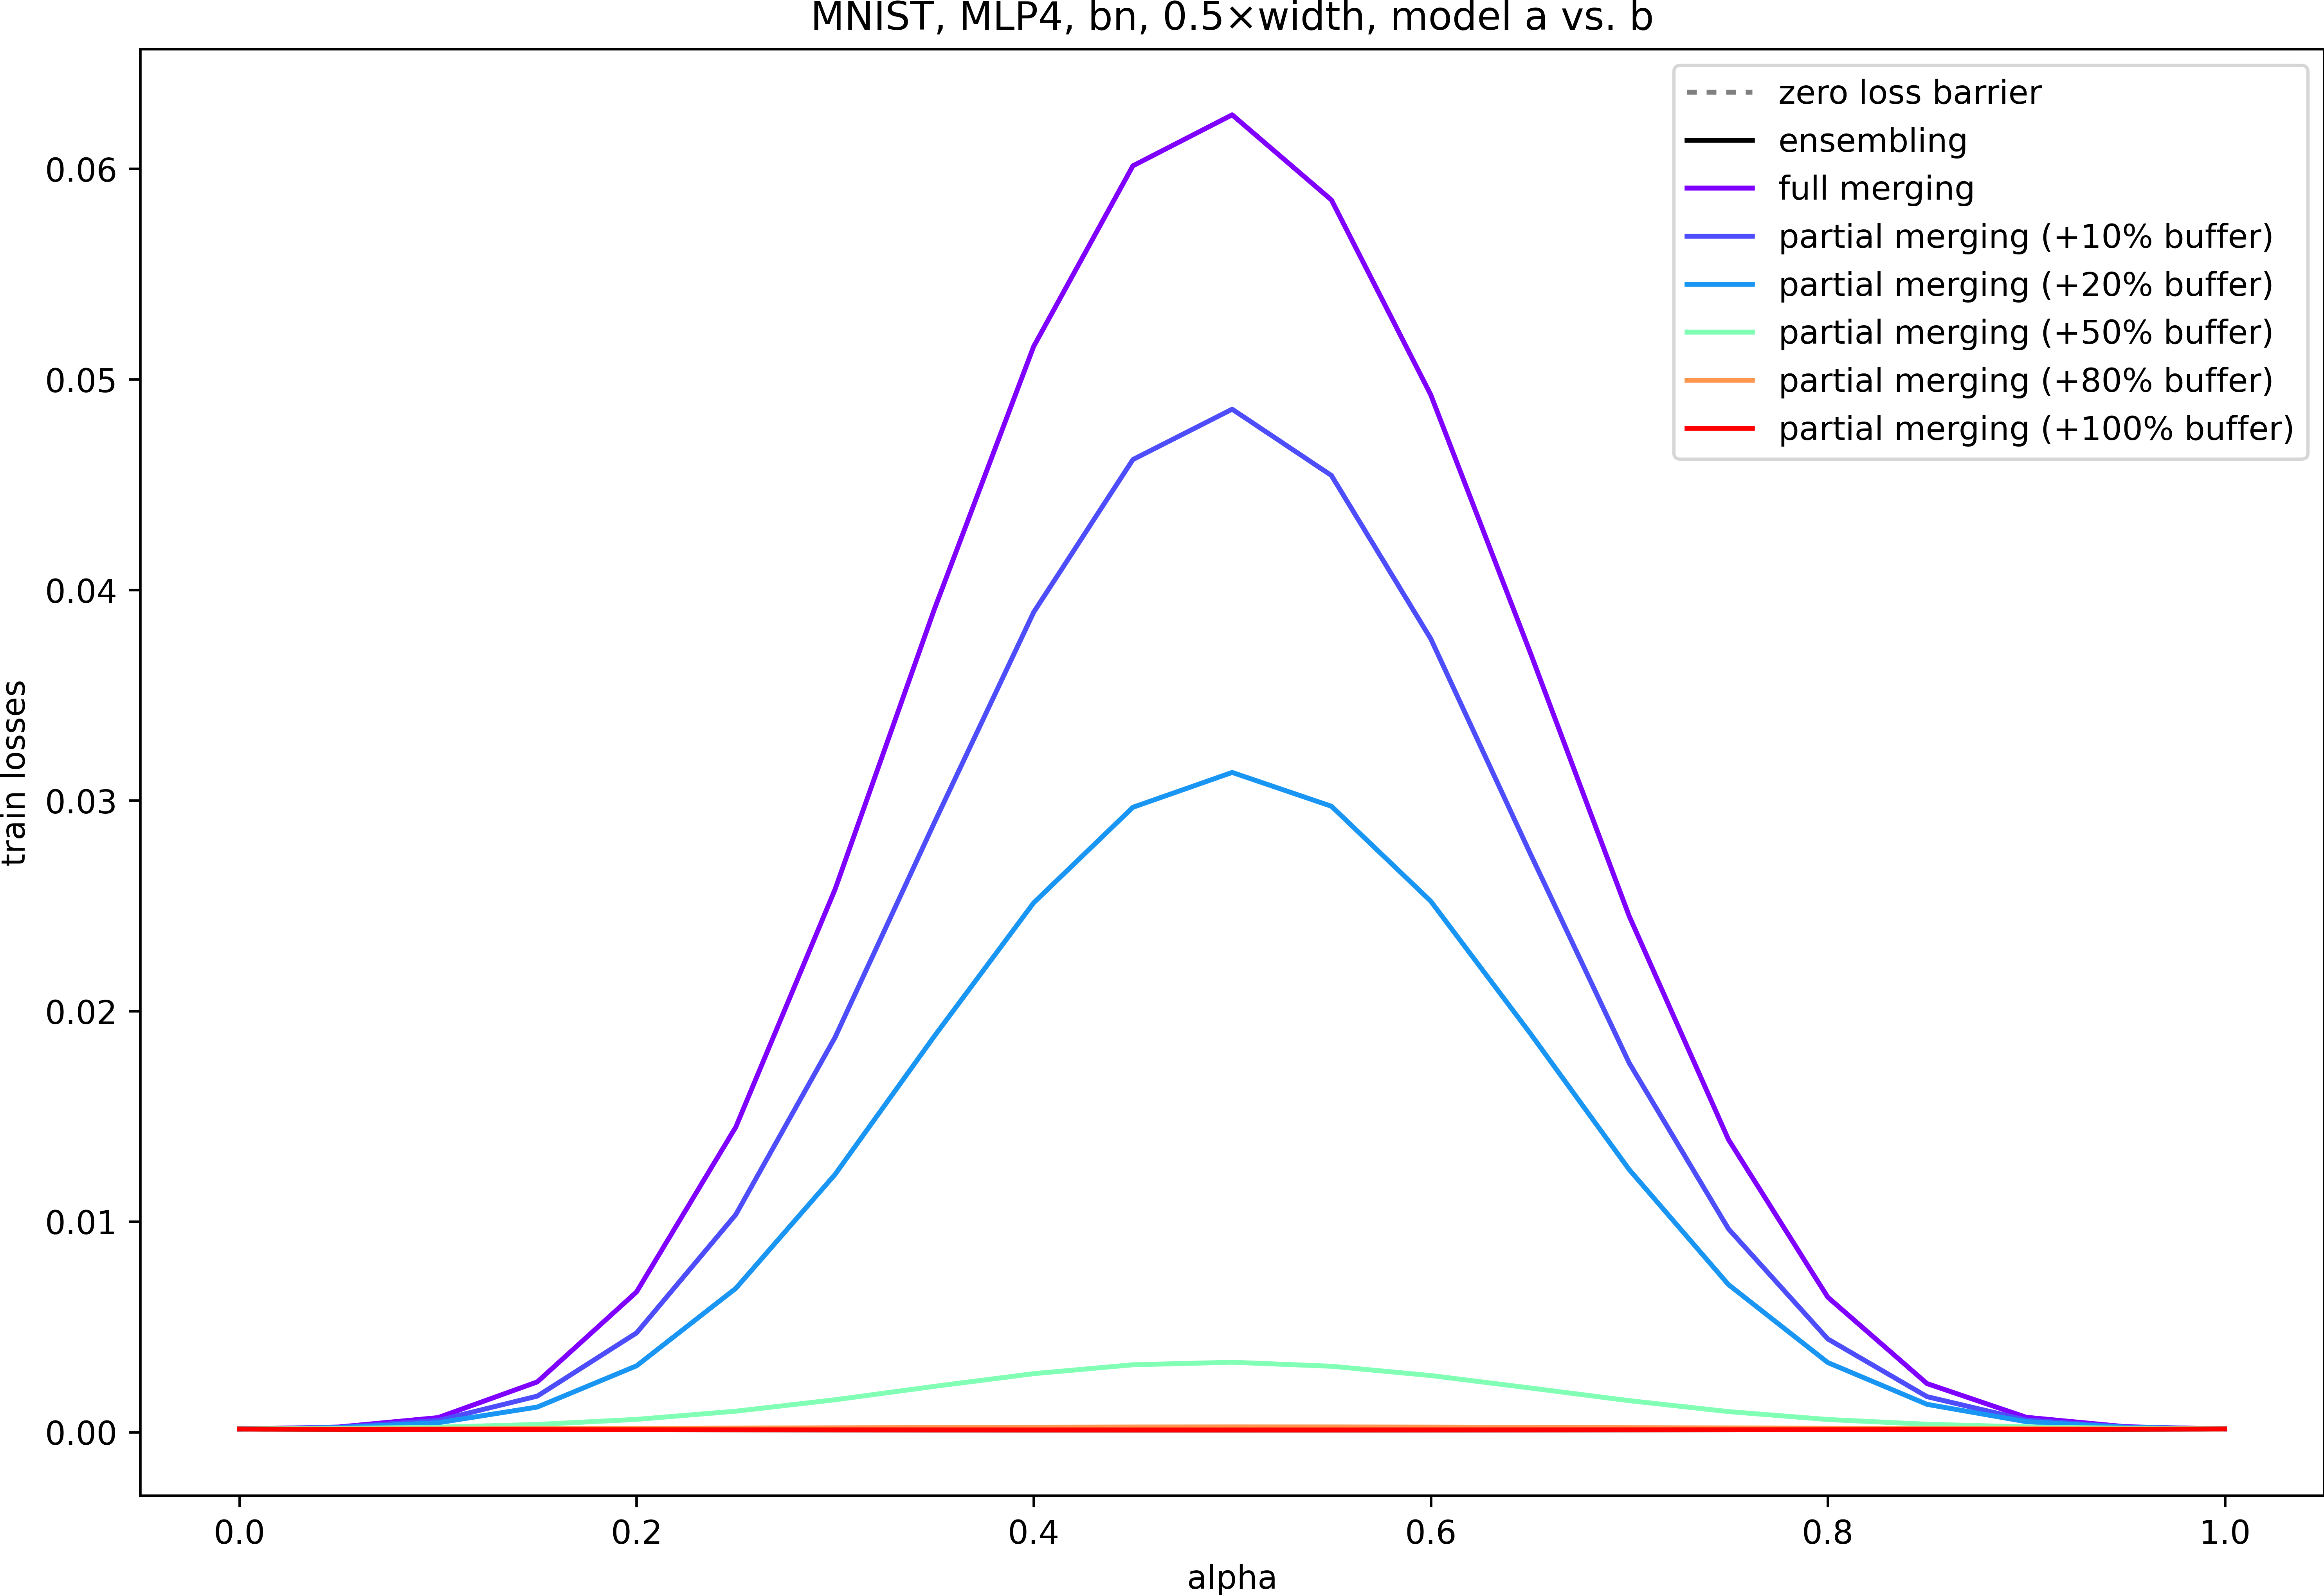 MNIST, MLP4, bn, 0.5×width, model a vs. b
zero loss barrier
ensembling
full merging
partial merging (+10% buffer)
partial merging (+20% buffer)
partial merging (+50% buffer)
partial merging (+80% buffer)
partial merging (+100% buffer)
train losses
0.06
0.05
0.04
0.03
0.02
0.01
0.00
0.0 0.2 0.4 0.6 0.8 1.0
alpha